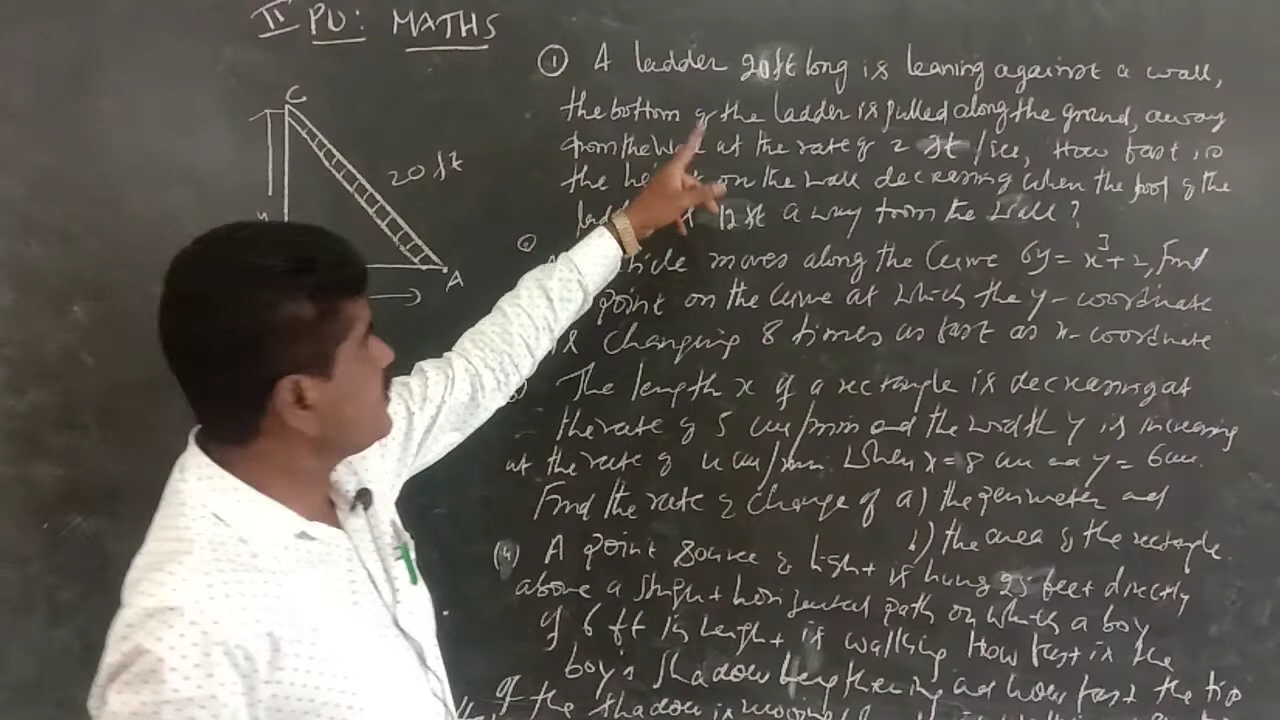 II PU: MATHS
C
20 ft
A
① A ladder 20ft long is leaning against a wall,
the bottom of the ladder is pulled along the ground, away
from the wall at the rate of 2 ft/sec, How fast is
the on the wall decreasing when the foot of the
12 ft away from the wall?
moves along the curve 6y = x³+2, Find
point on the curve at which the y-coordinate
is changing 8 times as fast as x-coordinate
The length x of a rectangle is decreasing at
the rate of 5 cm/min and the width y is increasing
at the rate of 4 cm/min when x=8 cm and y= 6cm.
Find the rate of change of a) the perimeter and
b) the area of the rectangle.
(4) A point source of light is hung 25 feet directly
above a horizontal path on which a boy
of 6 ft in length is walking How fast is the
boy's shadow lengthening and how fast the tip
of the shadow is